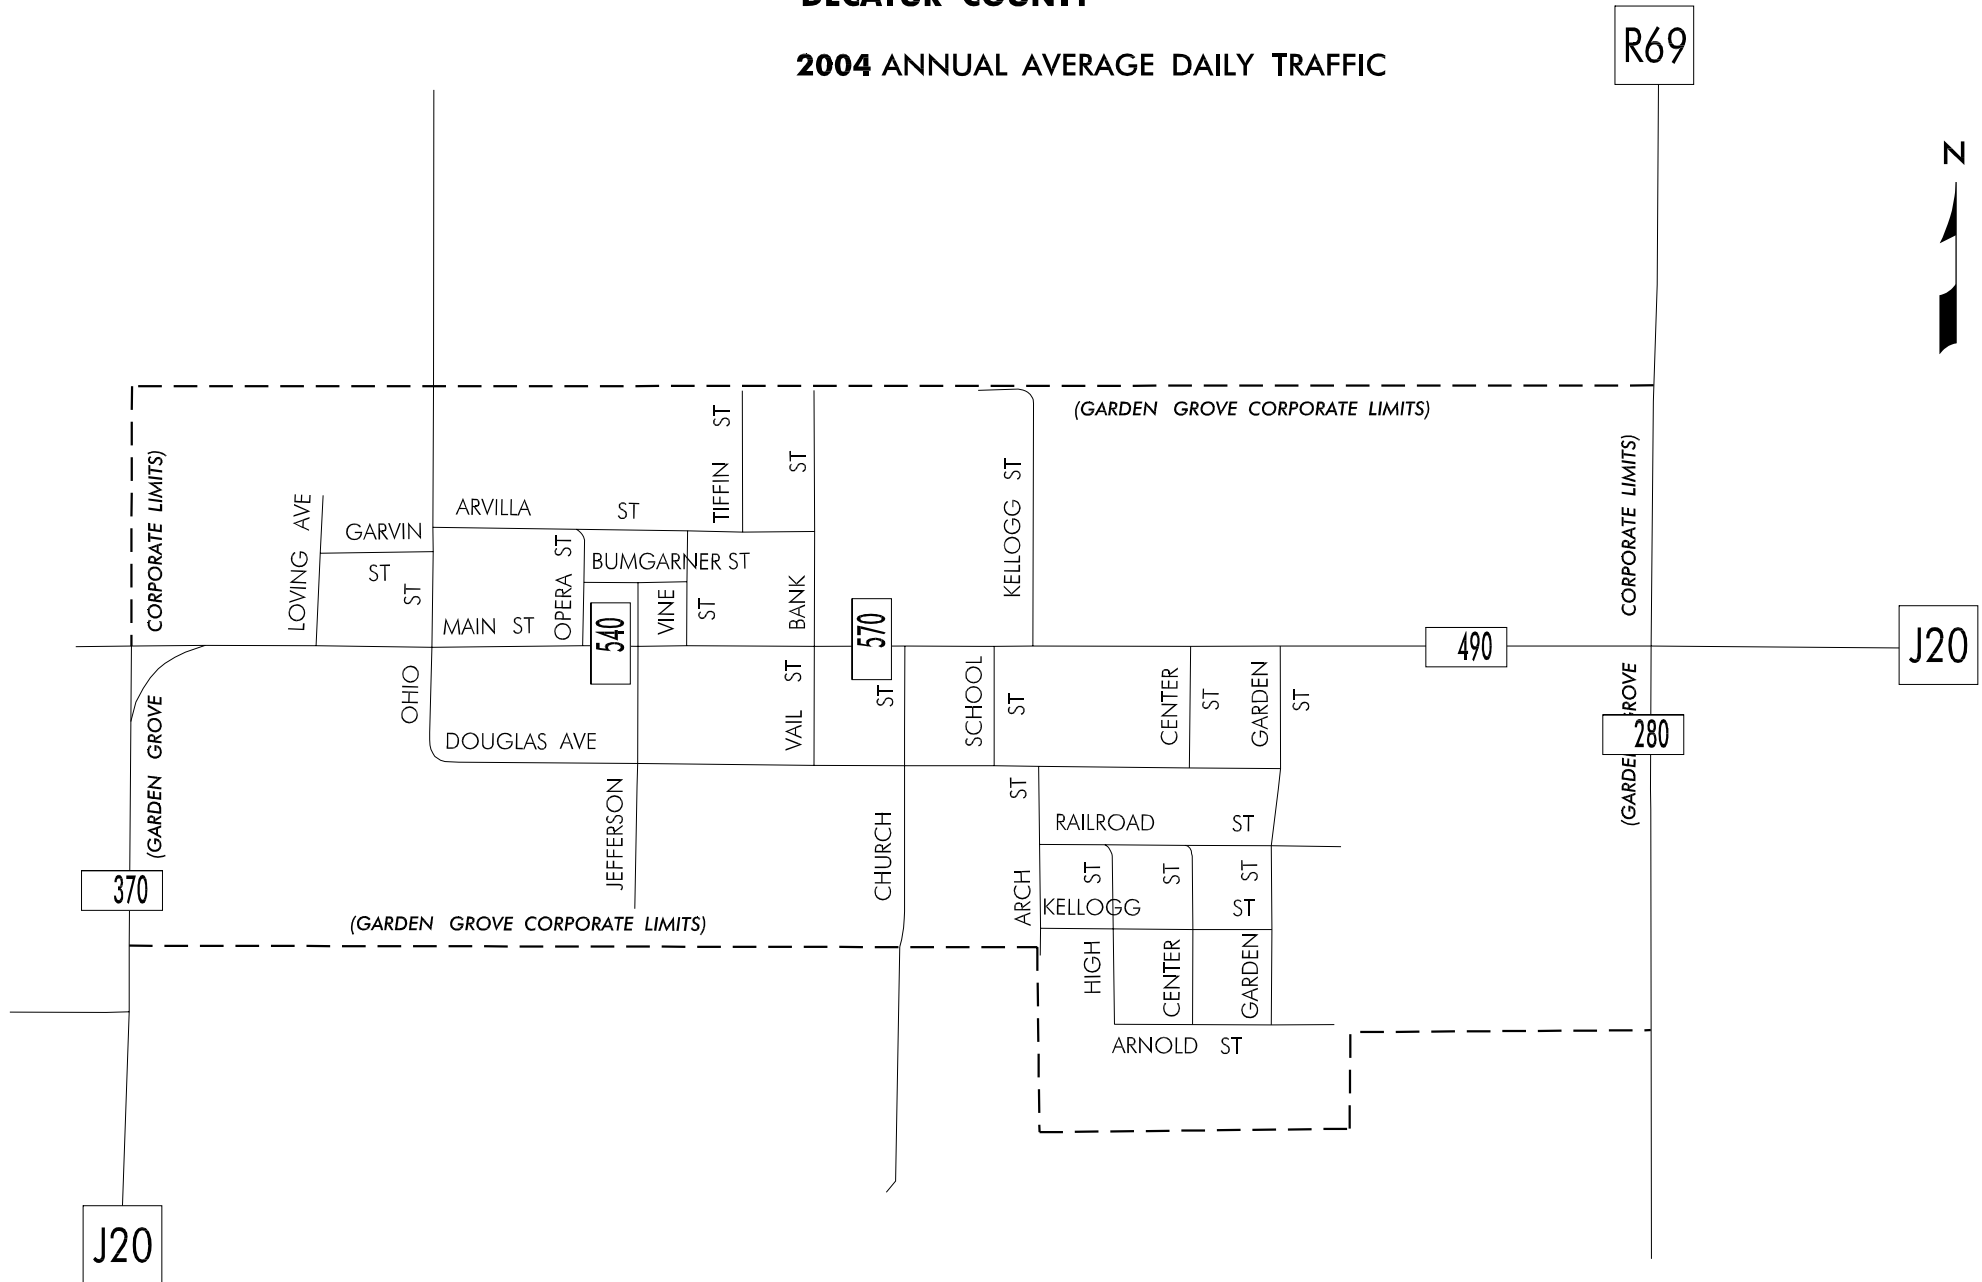 DECATUR COUNTY
2004 ANNUAL AVERAGE DAILY TRAFFIC
R69
N
(GARDEN GROVE CORPORATE LIMITS)
(GARDEN GROVE CORPORATE LIMITS)
(GARDEN GROVE CORPORATE LIMITS)
LOVING AVE
GARVIN ST
ARVILLA ST
TIFFIN ST
BANK ST
KELLOGG ST
OPERA ST
BUMGARNER ST
VINE ST
OHIO ST
MAIN ST
540
570
490
J20
280
VAIL ST
CHURCH ST
SCHOOL ST
CENTER ST
GARDEN ST
DOUGLAS AVE
JEFFERSON
ARCH ST
RAILROAD ST
HIGH ST
CENTER ST
GARDEN ST
KELLOGG ST
370
(GARDEN GROVE CORPORATE LIMITS)
ARNOLD ST
J20